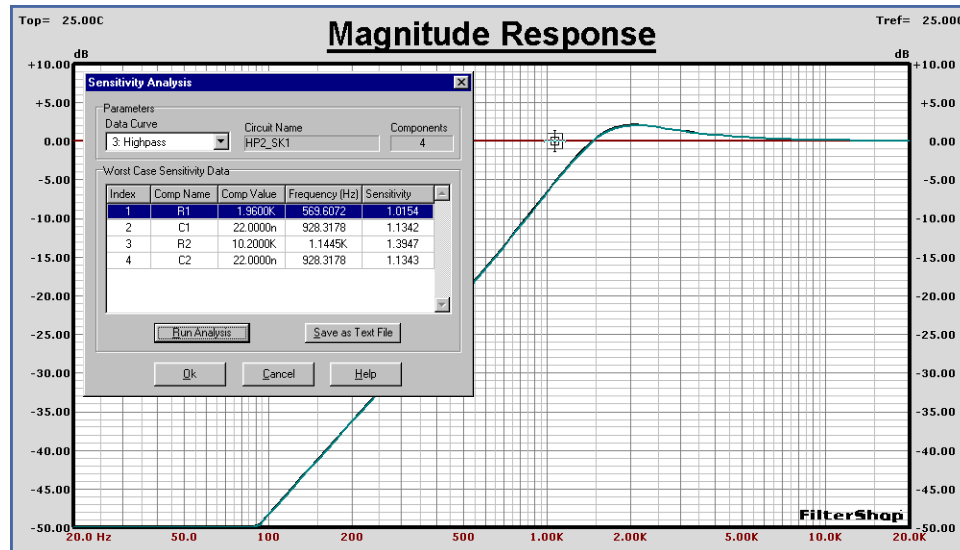 Top= 25.00C
Magnitude Response
Tref= 25.00C
dB
dB
+10.00
+10.00
Sensitivity Analysis
Parameters
Data Curve
Circuit Name
Components
3: Highpass
HP2_SK1
4
Worst Case Sensitivity Data
Index Comp Name Comp Value Frequency (Hz) Sensitivity
1 R1 1.9600K 569.6072 1.0154
2 C1 22.0000n 928.3178 1.1342
3 R2 10.2000K 1.1445K 1.3947
4 C2 22.0000n 928.3178 1.1343
Run Analysis
Save as Text File
Ok
Cancel
Help
+5.00
+5.00
0.00
0.00
-5.00
-5.00
-10.00
-10.00
-15.00
-15.00
-20.00
-20.00
-25.00
-25.00
-30.00
-30.00
-35.00
-35.00
-40.00
-40.00
-45.00
-45.00
-50.00
-50.00
FilterShop
20.0 Hz 50.0 100 200 500 1.00K 2.00K 5.00K 10.0K 20.0K